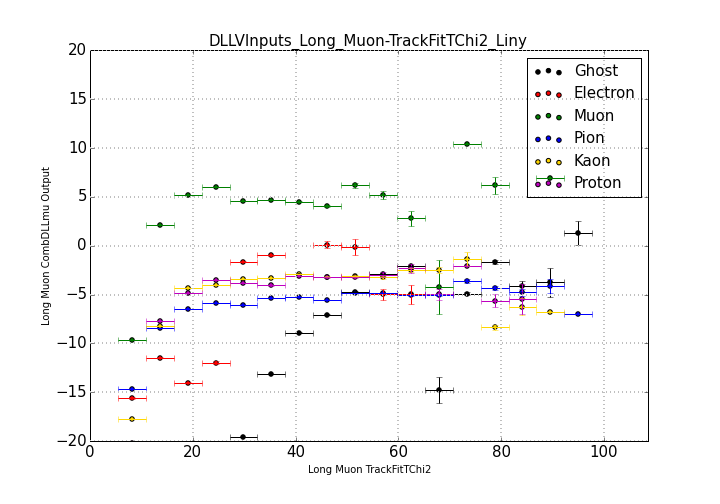 DLLVInputs_Long_Muon-TrackFitTChi2_Liny
20
15
10
5
0
−5
−10
−15
−20
Long Muon CombDLLmu Output
Ghost
Electron
Muon
Pion
Kaon
Proton
0 20 40 60 80 100
Long Muon TrackFitTChi2